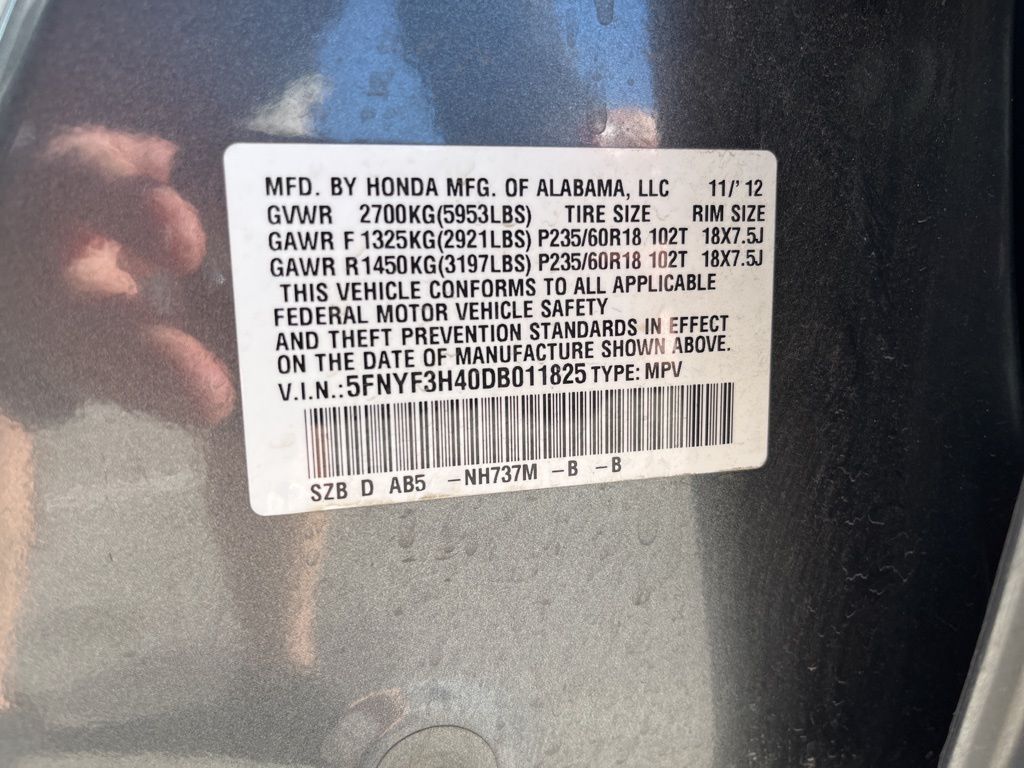 MFD. BY HONDA MFG. OF ALABAMA, LLC 11/'12
GVWR 2700KG(5953LBS) TIRE SIZE RIM SIZE
GAWR F 1325KG(2921LBS) P235/60R18 102T 18X7.5J
GAWR R1450KG(3197LBS) P235/60R18 102T 18X7.5J
THIS VEHICLE CONFORMS TO ALL APPLICABLE
FEDERAL MOTOR VEHICLE SAFETY
AND THEFT PREVENTION STANDARDS IN EFFECT
ON THE DATE OF MANUFACTURE SHOWN ABOVE.
V.I.N.:5FNYF3H40DB011825 TYPE: MPV
SZB D AB5 -NH737M -B -B